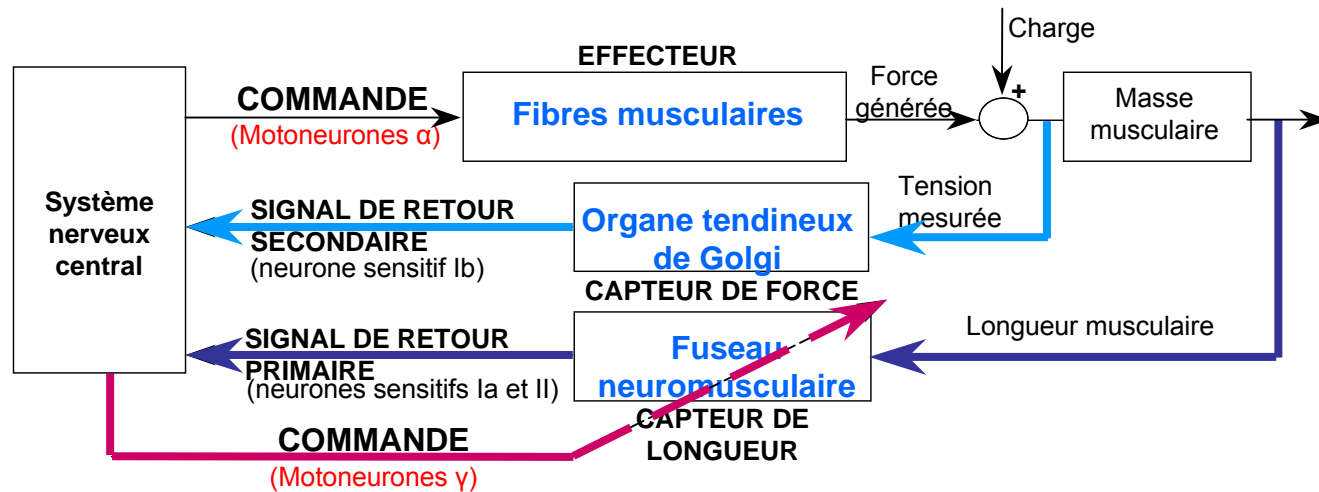 Charge
EFFECTEUR
COMMANDE
(Motoneurones α)
Fibres musculaires
Force
générée
+
Masse
musculaire
Système
nerveux
central
SIGNAL DE RETOUR
SECONDAIRE
(neurone sensitif Ib)
Organe tendineux
de Golgi
Tension
mesurée
CAPTEUR DE FORCE
SIGNAL DE RETOUR
PRIMAIRE
(neurones sensitifs Ia et II)
Fuseau
neuromusculaire
Longueur musculaire
CAPTEUR DE
LONGUEUR
COMMANDE
(Motoneurones γ)